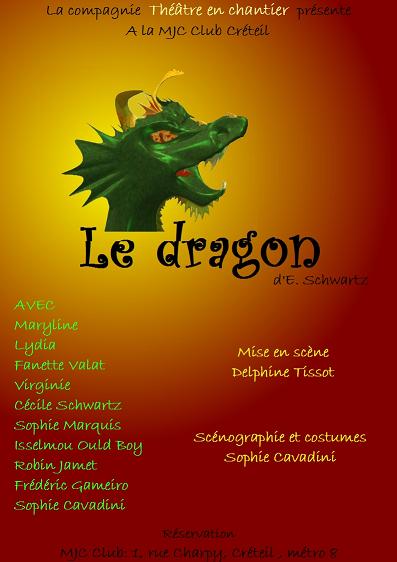 La compagnie Théâtre en chantier présente
A la MJC Club Créteil
Le dragon
d'E. Schwartz
AVEC
Maryline
Lydia
Fanette Valat
Virginie
Cécile Schwartz
Sophie Marquis
Isselmou Ould Boy
Robin Jamet
Frédéric Gameiro
Sophie Cavadini
Mise en scène
Delphine Tissot
Scénographie et costumes
Sophie Cavadini
Réservation
MJC Club: 1, rue Charpy, Créteil , métro 8